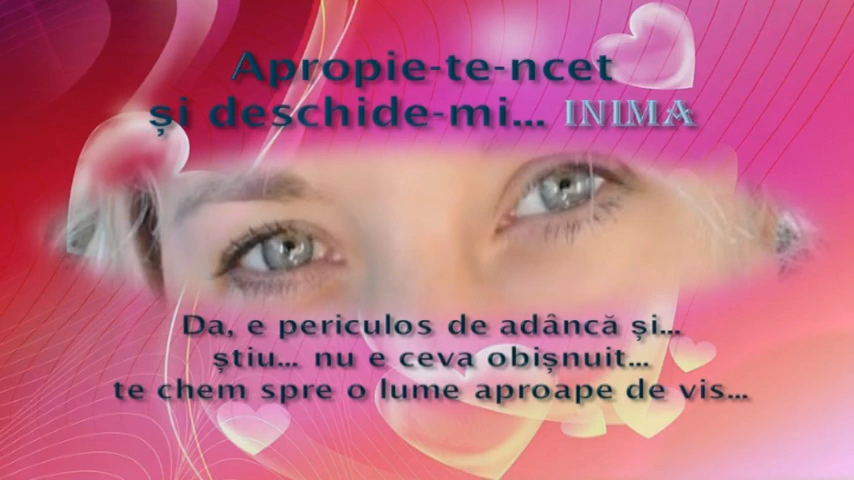 Apropie-te-ncet
și deschide-mi... INIMA
Da, e periculos de adâncă și...
știu... nu e ceva obișnuit...
te chem spre o lume aproape de vis...